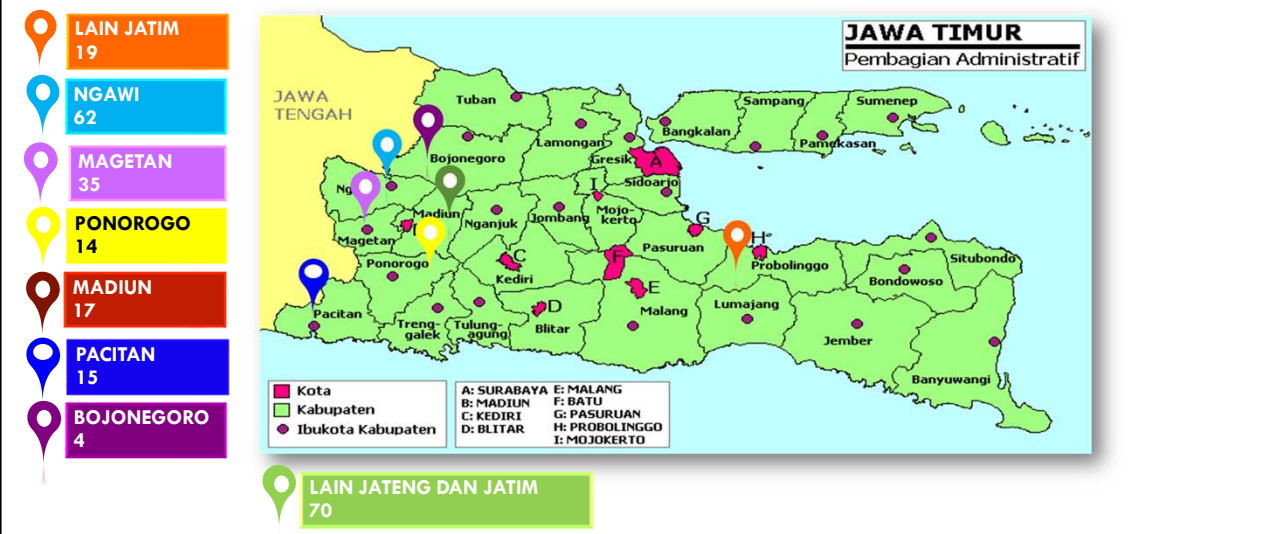 LAIN JATIM
19
NGAWI
62
MAGETAN
35
PONOROGO
14
MADIUN
17
PACITAN
15
BOJONEGORO
4
JAWA TIMUR
Pembagian Administratif
JAWA
TENGAH
Tuban
Sampang
Sumenep
Bangkalan
Pamekasan
Lamongan
Bojonegoro
Gresik
A
I
Sidoarjo
Ng
Madiun
Nganjuk
Jombang
Mojo-
kerto
G
Magetan
Pasuruan
H
Ponorogo
C
F
Probolinggo
Situbondo
Kediri
Bondowoso
E
Pacitan
D
Malang
Lumajang
Treng-
galek
Tulung-
agung
Blitar
Jember
Banyuwangi
Kota
Kabupaten
Ibukota Kabupaten
A: SURABAYA E: MALANG
B: MADIUN F: BATU
C: KEDIRI G: PASURUAN
D: BLITAR H: PROBOLINGGO
I: MOJOKERTO
LAIN JATENG DAN JATIM
70